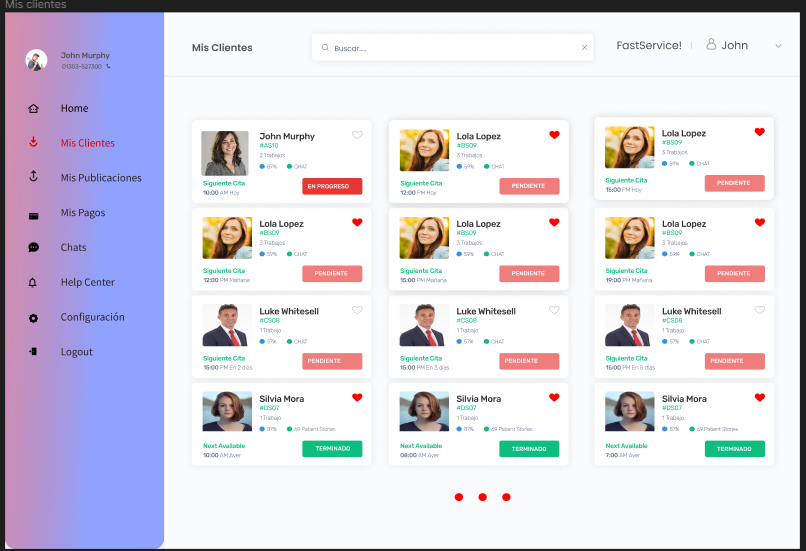 Mis clientes
John Murphy
01303-527300
Home
Mis Clientes
Mis Publicaciones
Mis Pagos
Chats
Help Center
Configuración
Logout
Mis Clientes
Buscar.....
FastService!
John
John Murphy
#AS10
2 Trabajos
67% CHAT
Siguiente Cita
10:00 AM Hoy
EN PROGRESO
Lola Lopez
#BS09
3 Trabajos
59% CHAT
Siguiente Cita
12:00 PM Hoy
PENDIENTE
Lola Lopez
#BS09
3 Trabajos
59% CHAT
Siguiente Cita
15:00 PM Hoy
PENDIENTE
Lola Lopez
#BS09
3 Trabajos
59% CHAT
Siguiente Cita
12:00 PM Mañana
PENDIENTE
Lola Lopez
#BS09
3 Trabajos
59% CHAT
Siguiente Cita
15:00 PM Mañana
PENDIENTE
Lola Lopez
#BS09
3 Trabajos
59% CHAT
Siguiente Cita
19:00 PM Mañana
PENDIENTE
Luke Whitesell
#CS08
1 Trabajo
57% CHAT
Siguiente Cita
15:00 PM En 2 dias
PENDIENTE
Luke Whitesell
#CS08
1 Trabajo
57% CHAT
Siguiente Cita
15:00 PM En 3 dias
PENDIENTE
Luke Whitesell
#CS08
1 Trabajo
57% CHAT
Siguiente Cita
15:00 PM En 5 dias
PENDIENTE
Silvia Mora
#DS07
1 Trabajo
87% 69 Patient Stories
Next Available
10:00 AM Ayer
TERMINADO
Silvia Mora
#DS07
1 Trabajo
87% 69 Patient Stories
Next Available
08:00 AM Ayer
TERMINADO
Silvia Mora
#DS07
1 Trabajo
87% 69 Patient Stories
Next Available
7:00 AM Ayer
TERMINADO